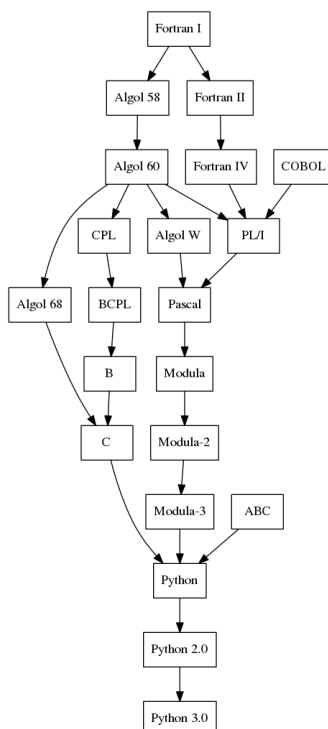 Fortran I
Algol 58
Fortran II
Algol 60
Fortran IV
COBOL
CPL
Algol W
PL/I
Algol 68
BCPL
Pascal
B
Modula
C
Modula-2
Modula-3
ABC
Python
Python 2.0
Python 3.0